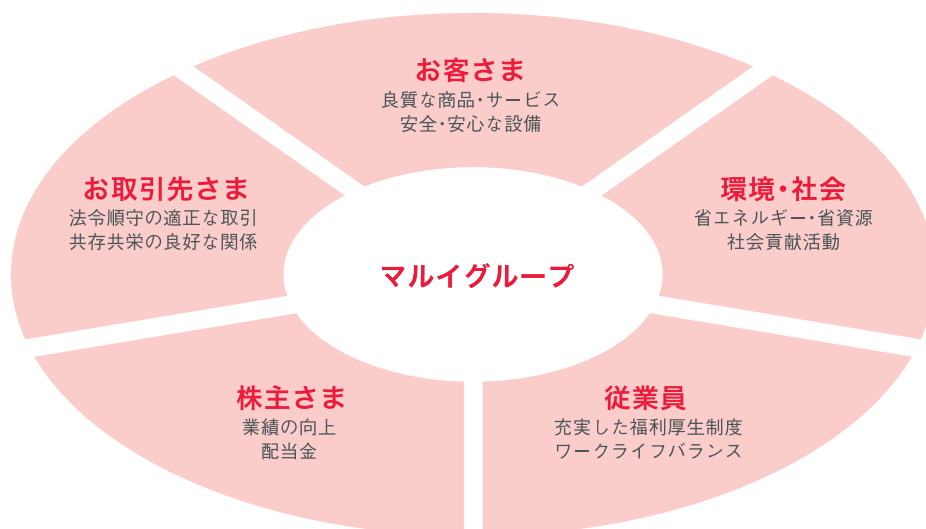 お客さま
良質な商品・サービス
安全・安心な設備
お取引先さま
法令順守の適正な取引
共存共栄の良好な関係
環境・社会
省エネルギー・省資源
社会貢献活動
マルイグループ
株主さま
業績の向上
配当金
従業員
充実した福利厚生制度
ワークライフバランス